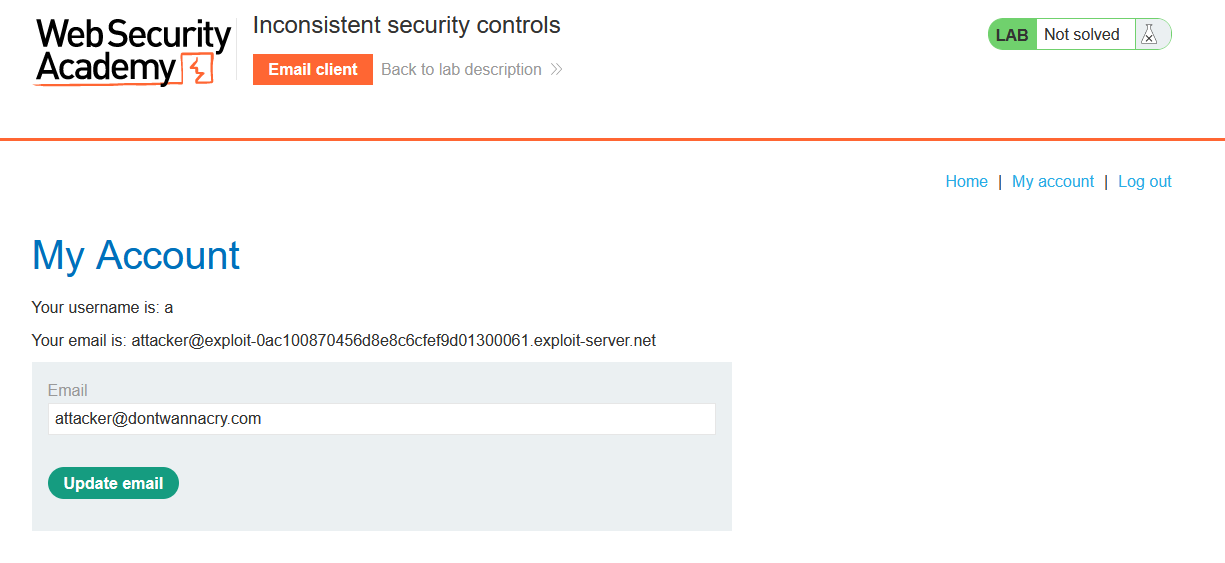 Web Security
Academy
Inconsistent security controls
Email client
Back to lab description
LAB
Not solved
Home | My account | Log out
My Account
Your username is: a
Your email is: attacker@exploit-0ac100870456d8e8c6cfef9d01300061.exploit-server.net
Email
attacker@dontwannacry.com
Update email